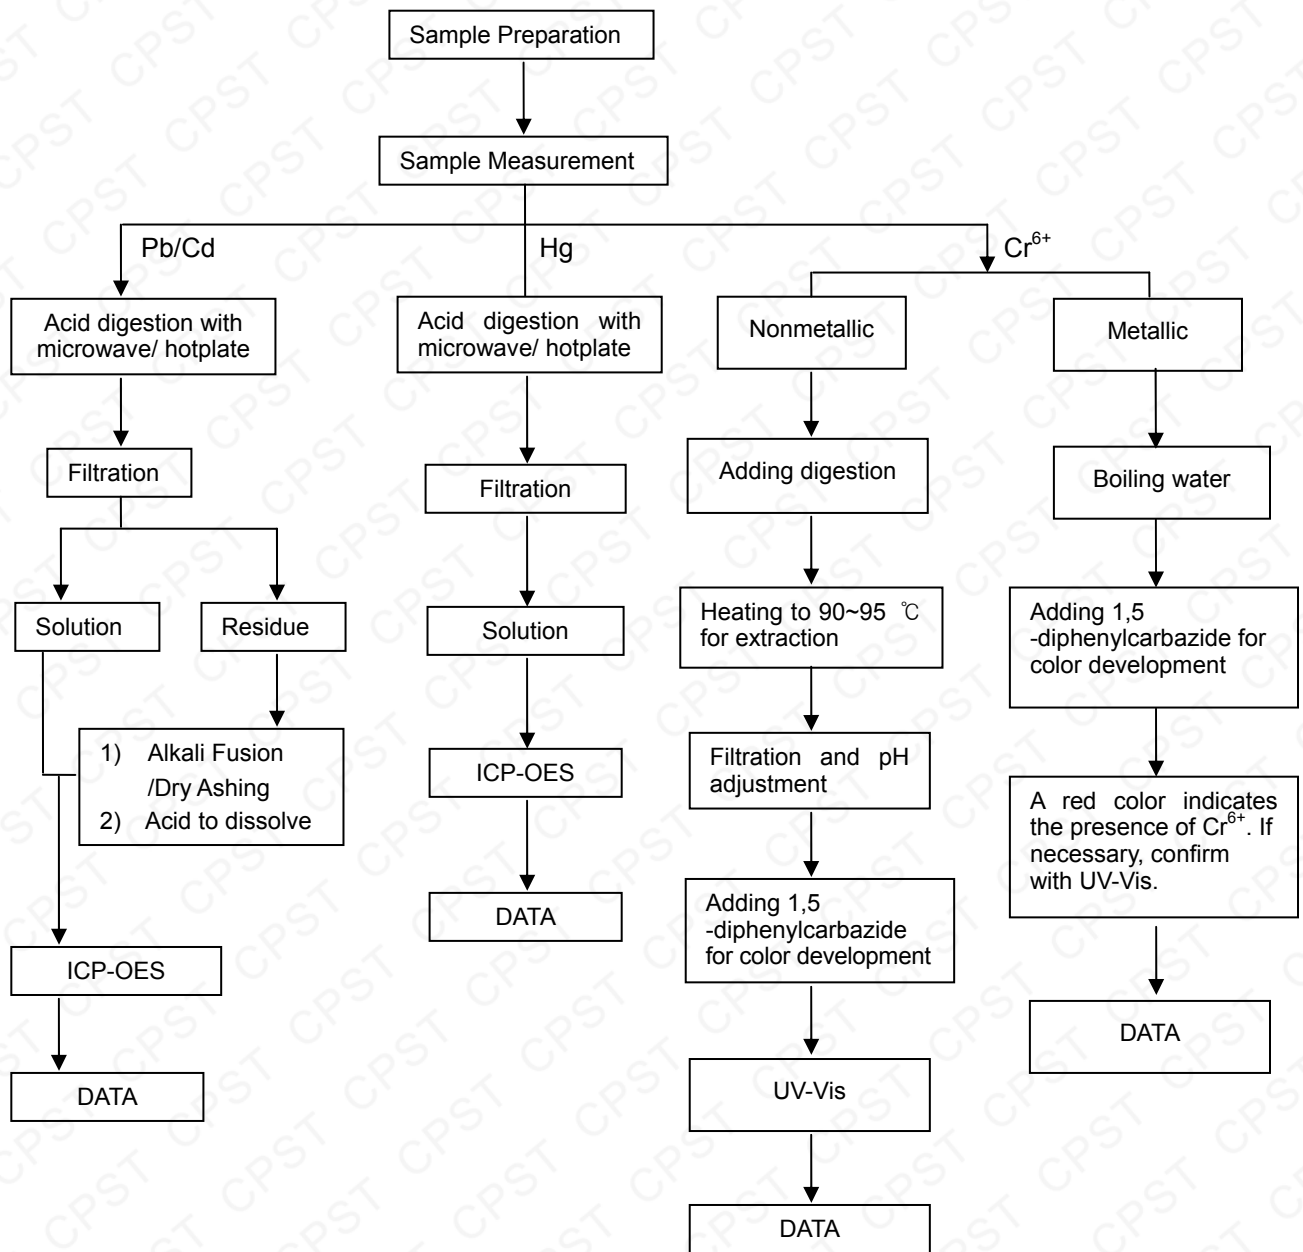 Sample Preparation
Sample Measurement
Pb/Cd
Hg
Cr6+
Acid digestion with
microwave/ hotplate
Filtration
Solution
Residue
1) Alkali Fusion
/Dry Ashing
2) Acid to dissolve
ICP-OES
DATA
Acid digestion with
microwave/ hotplate
Filtration
Solution
ICP-OES
DATA
Nonmetallic
Adding digestion
Heating to 90~95 ℃
for extraction
Filtration and pH
adjustment
Adding 1,5
-diphenylcarbazide
for color development
UV-Vis
DATA
Metallic
Boiling water
Adding 1,5
-diphenylcarbazide for
color development
A red color indicates
the presence of Cr6+. If
necessary, confirm
with UV-Vis.
DATA
CPST